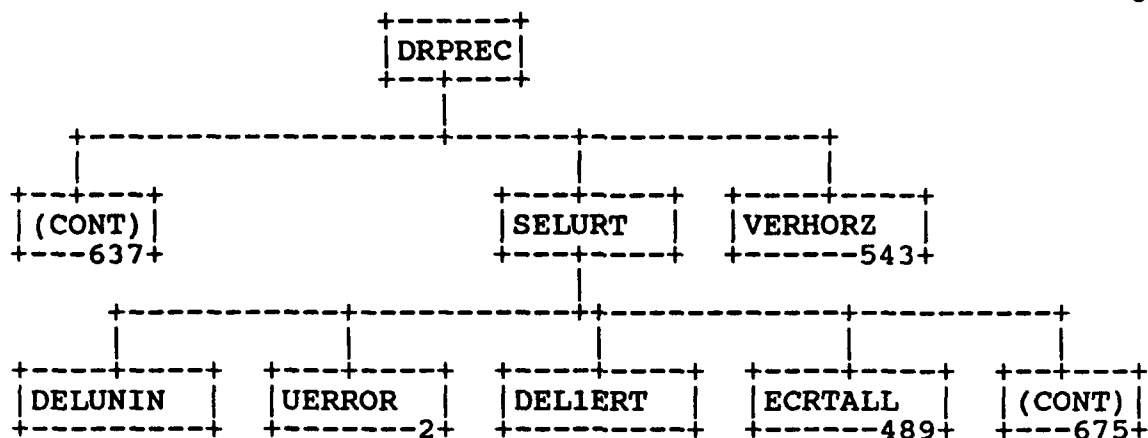 DRPREC
(CONT) SELURT VERHORZ
637 543
DELUNIN UERROR DEL1ERT ECRTALL (CONT)
2 489 675